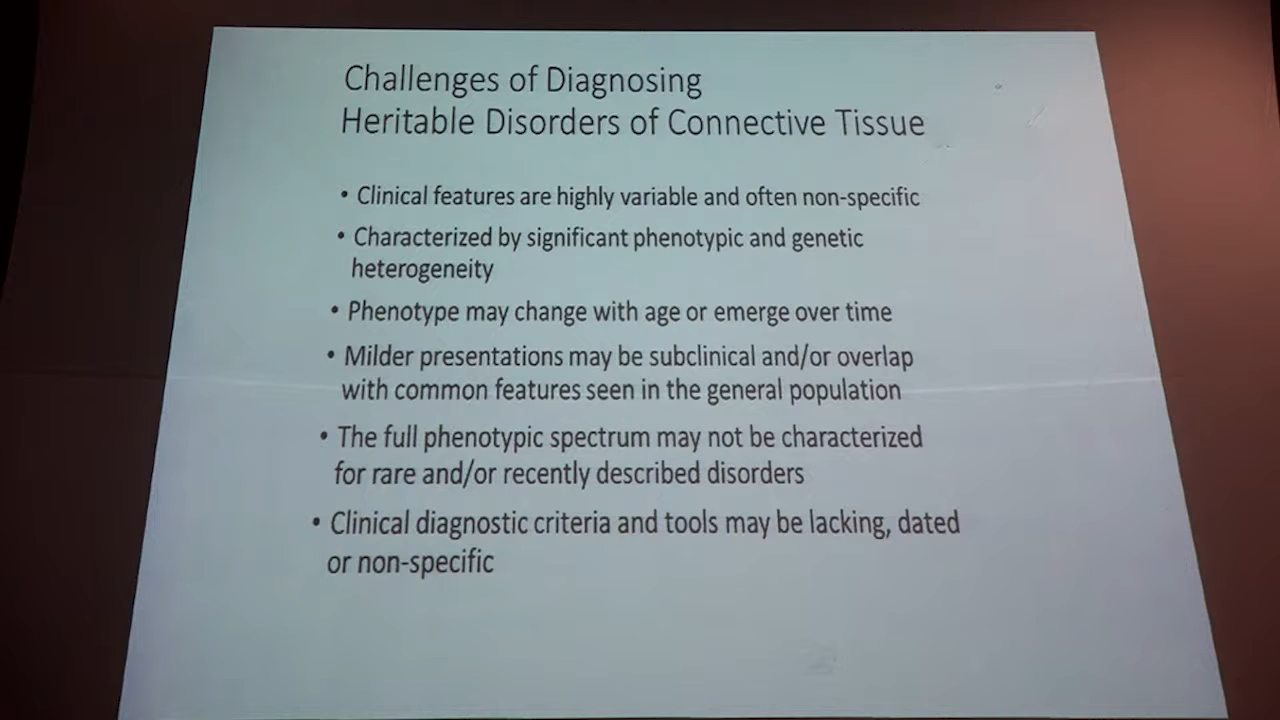 Challenges of Diagnosing
Heritable Disorders of Connective Tissue
• Clinical features are highly variable and often non-specific
• Characterized by significant phenotypic and genetic
heterogeneity
• Phenotype may change with age or emerge over time
• Milder presentations may be subclinical and/or overlap
with common features seen in the general population
• The full phenotypic spectrum may not be characterized
for rare and/or recently described disorders
• Clinical diagnostic criteria and tools may be lacking, dated
or non-specific